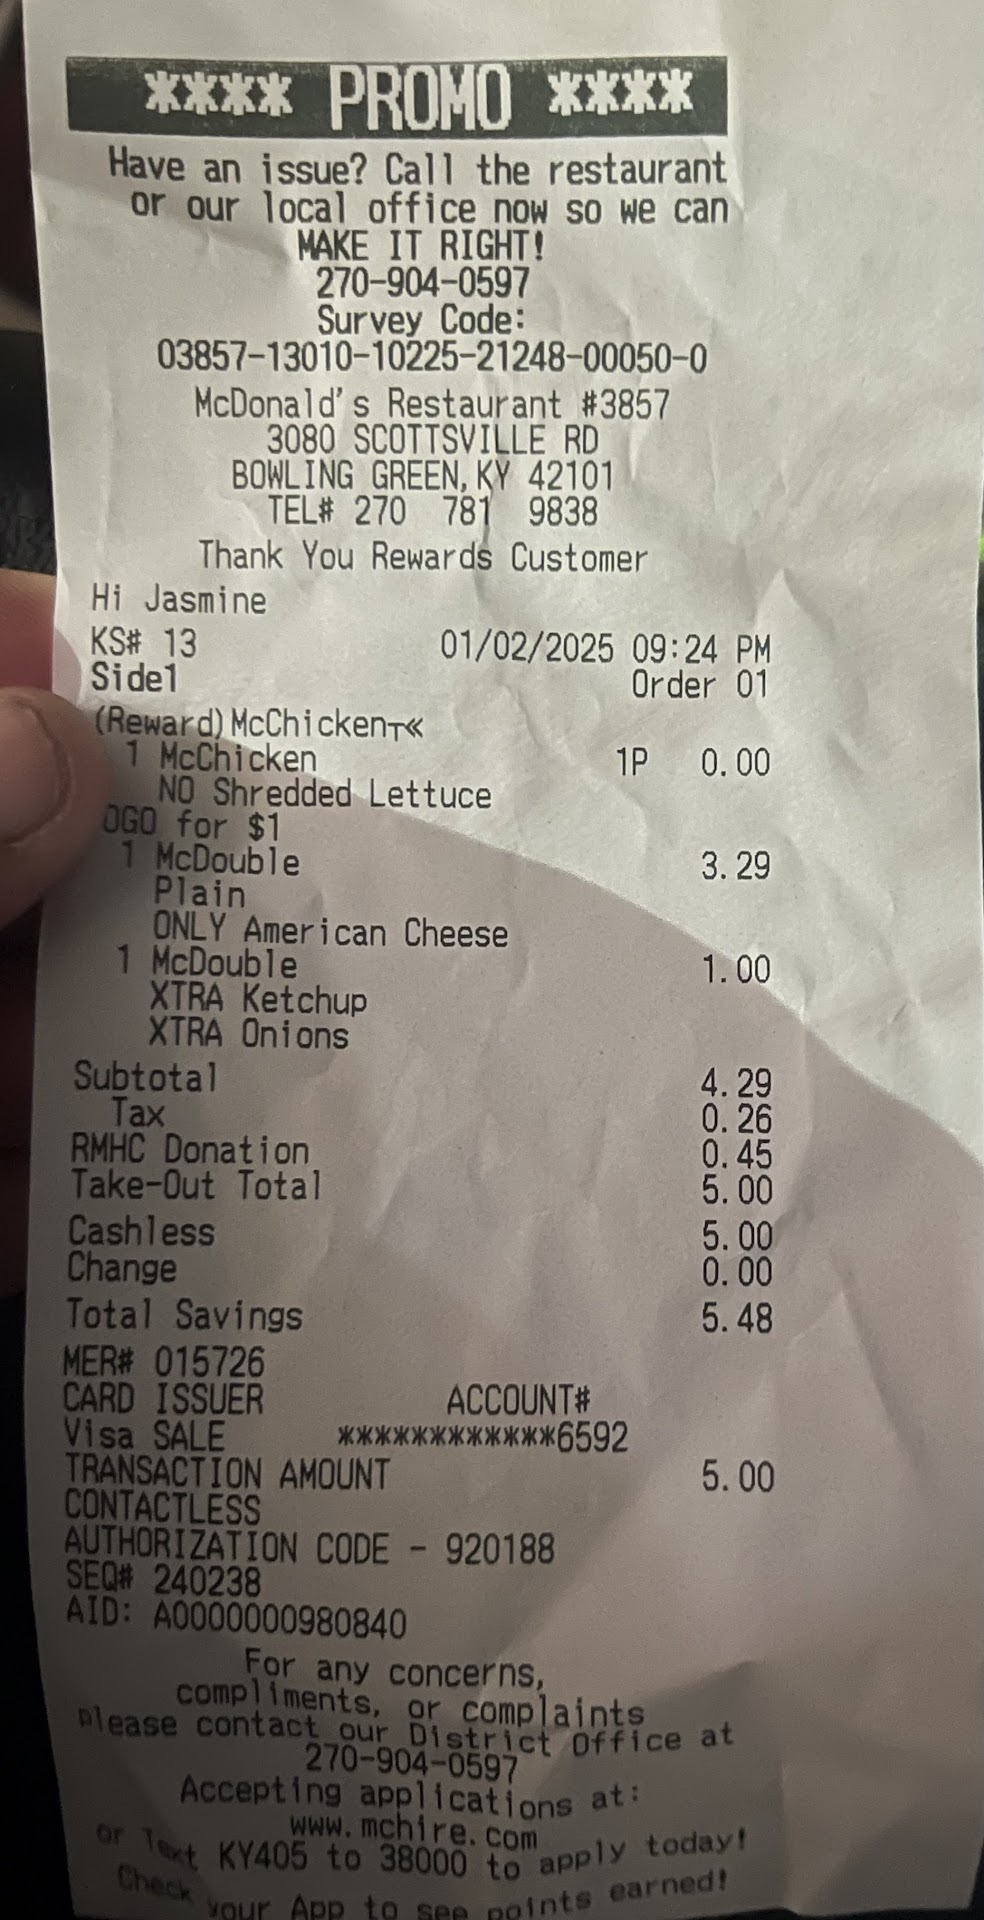 **** PROMO ****
Have an issue? Call the restaurant
or our local office now so we can
MAKE IT RIGHT!
270-904-0597
Survey Code:
03857-13010-10225-21248-00050-0
McDonald's Restaurant #3857
3080 SCOTTSVILLE RD
BOWLING GREEN, KY 42101
TEL# 270 781 9838
Thank You Rewards Customer
Hi Jasmine
KS# 13 01/02/2025 09:24 PM
Side1 Order 01
(Reward)McChicken┬«
1 McChicken 1P 0.00
NO Shredded Lettuce
OGO for $1
1 McDouble 3.29
Plain
ONLY American Cheese
1 McDouble 1.00
XTRA Ketchup
XTRA Onions
Subtotal 4.29
Tax 0.26
RMHC Donation 0.45
Take-Out Total 5.00
Cashless 5.00
Change 0.00
Total Savings 5.48
MER# 015726
CARD ISSUER ACCOUNT#
Visa SALE ************6592
TRANSACTION AMOUNT 5.00
CONTACTLESS
AUTHORIZATION CODE - 920188
SEQ# 240238
AID: A0000000980840
For any concerns,
compliments, or complaints
please contact our District Office at
270-904-0597
Accepting applications at:
www.mchire.com
or Text KY405 to 38000 to apply today!
Check your App to see points earned!